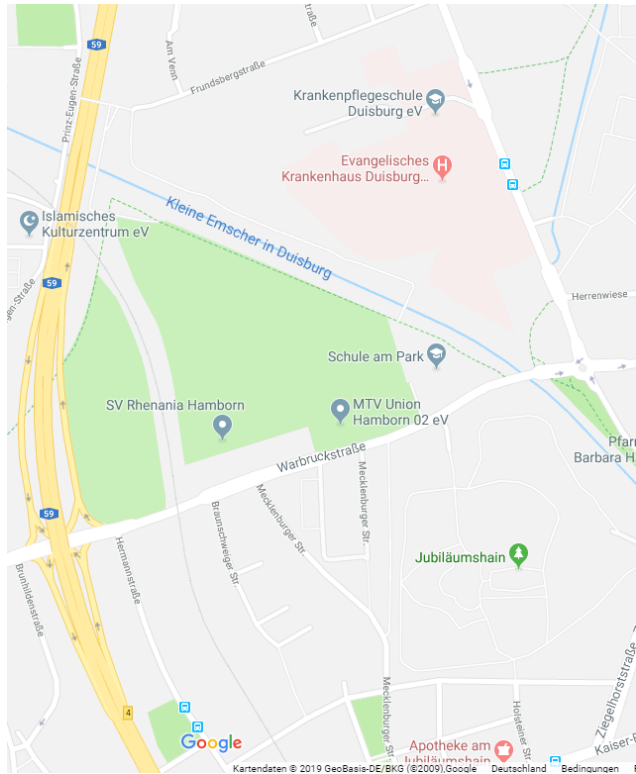 59
Prinz-Eugen-Straße
Am Venn
Frundsbergstraße
Krankenpflegeschule
Duisburg eV
H
Evangelisches
Krankenhaus Duisburg...
Kleine Emscher in Duisburg
Islamisches
Kulturzentrum eV
59
Herrenwiese
Schule am Park
SV Rhenania Hamborn
MTV Union
Hamborn 02 eV
Warbruckstraße
Pfarr
Barbara H
Mecklenburger Str.
Mecklenburger Str.
59
Braunschweiger Str.
Hermannstraße
Brunhildenstraße
Jubiläumshain
Mecklenburger Str.
Holsteiner Str.
Ziegelhorststraße
4
Google
Apotheke am
Jubiläumshain
Kaiser-F
Kartendaten © 2019 GeoBasis-DE/BKG (©2009),Google Deutschland Bedingungen